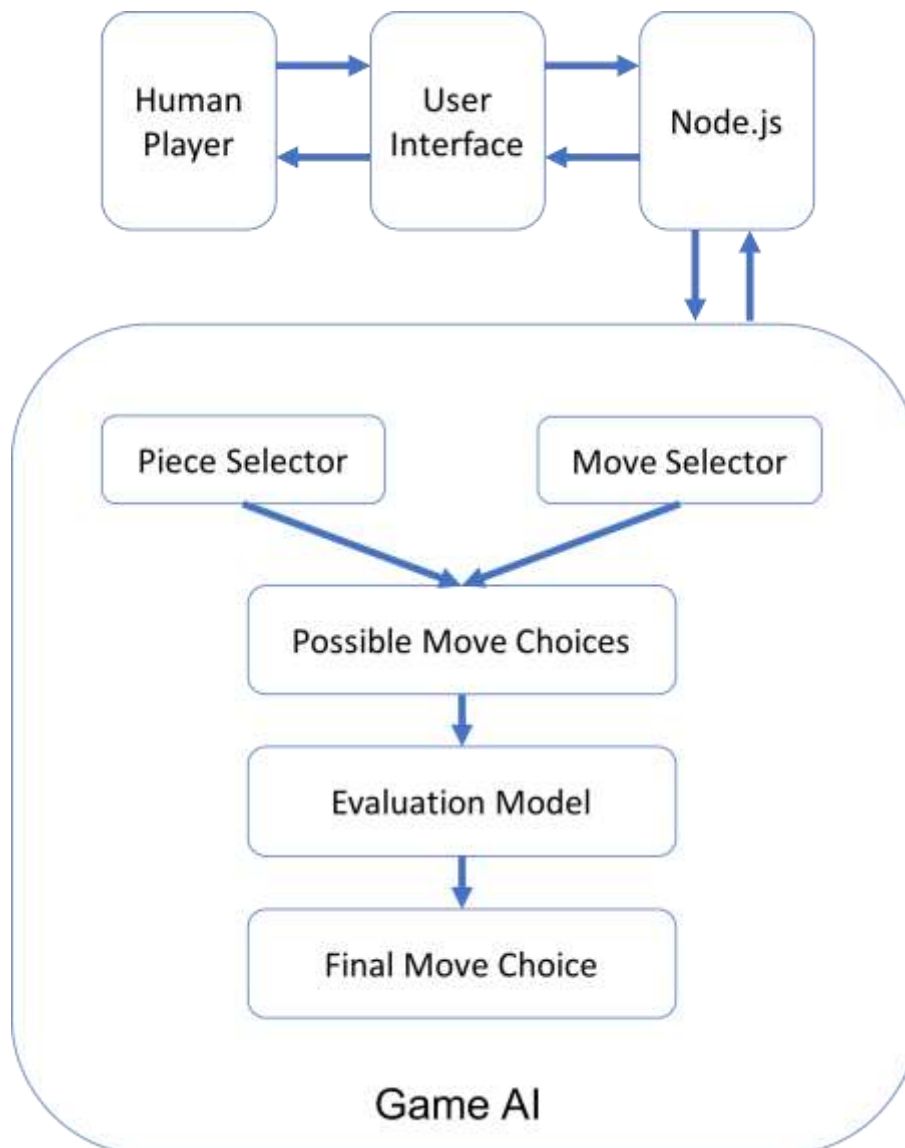 Human
Player
User
Interface
Node.js
Piece Selector
Move Selector
Possible Move Choices
Evaluation Model
Final Move Choice
Game AI